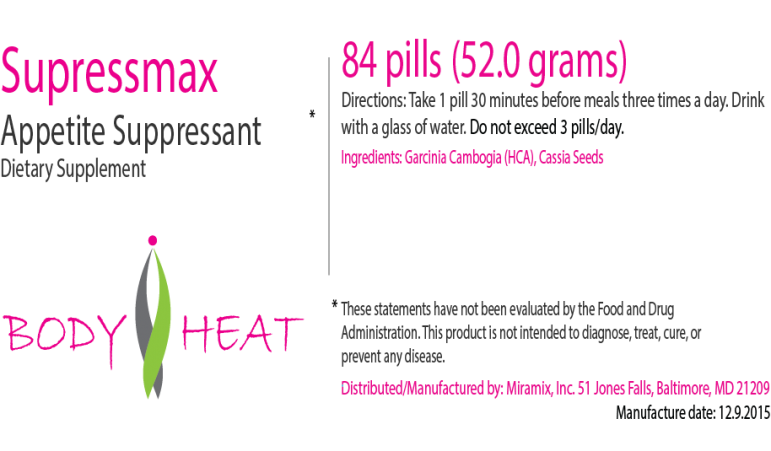 Supressmax
Appetite Suppressant
*
Dietary Supplement
BODY HEAT
84 pills (52.0 grams)
Directions: Take 1 pill 30 minutes before meals three times a day. Drink
with a glass of water. Do not exceed 3 pills/day.
Ingredients: Garcinia Cambogia (HCA), Cassia Seeds
* These statements have not been evaluated by the Food and Drug
Administration. This product is not intended to diagnose, treat, cure, or
prevent any disease.
Distributed/Manufactured by: Miramix, Inc. 51 Jones Falls, Baltimore, MD 21209
Manufacture date: 12.9.2015